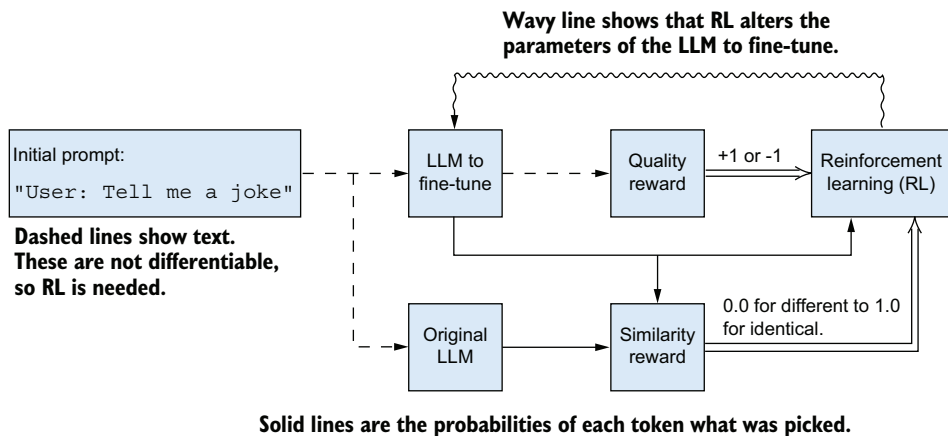 Wavy line shows that RL alters the
parameters of the LLM to fine-tune.
Initial prompt:
"User: Tell me a joke"
LLM to
fine-tune
Quality
reward
+1 or -1
Reinforcement
learning (RL)
Dashed lines show text.
These are not differentiable,
so RL is needed.
Original
LLM
Similarity
reward
0.0 for different to 1.0
for identical.
Solid lines are the probabilities of each token what was picked.